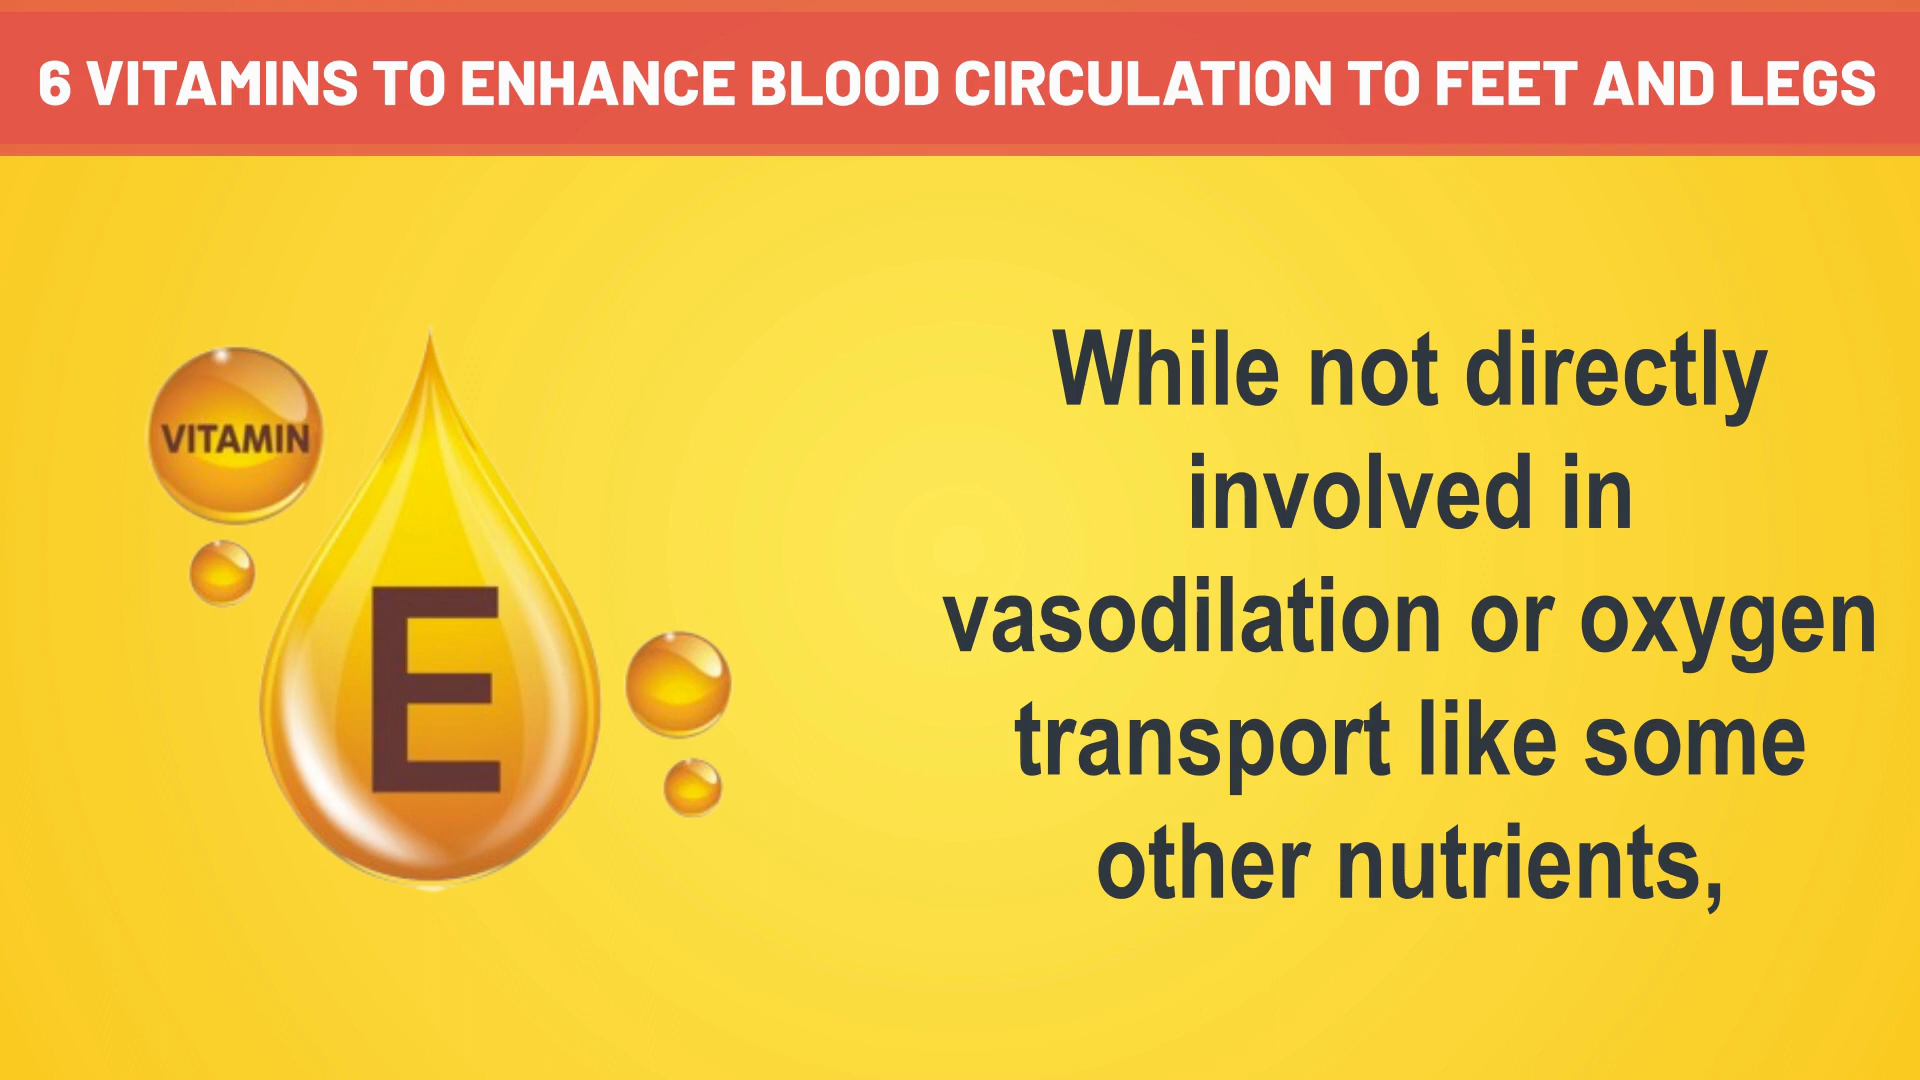 6 VITAMINS TO ENHANCE BLOOD CIRCULATION TO FEET AND LEGS
VITAMIN
E
While not directly
involved in
vasodilation or oxygen
transport like some
other nutrients,